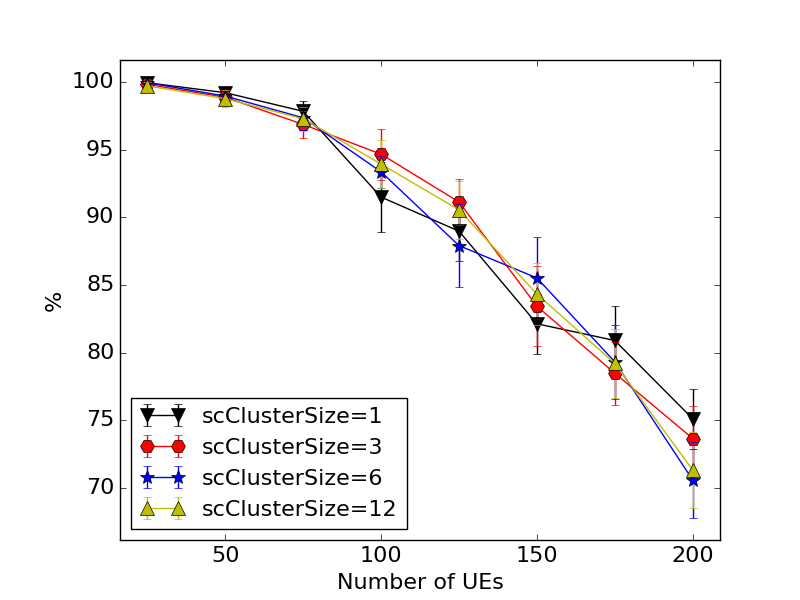 100
95
90
85
80
75
70
%
scClusterSize=1
scClusterSize=3
scClusterSize=6
scClusterSize=12
50 100 150 200
Number of UEs